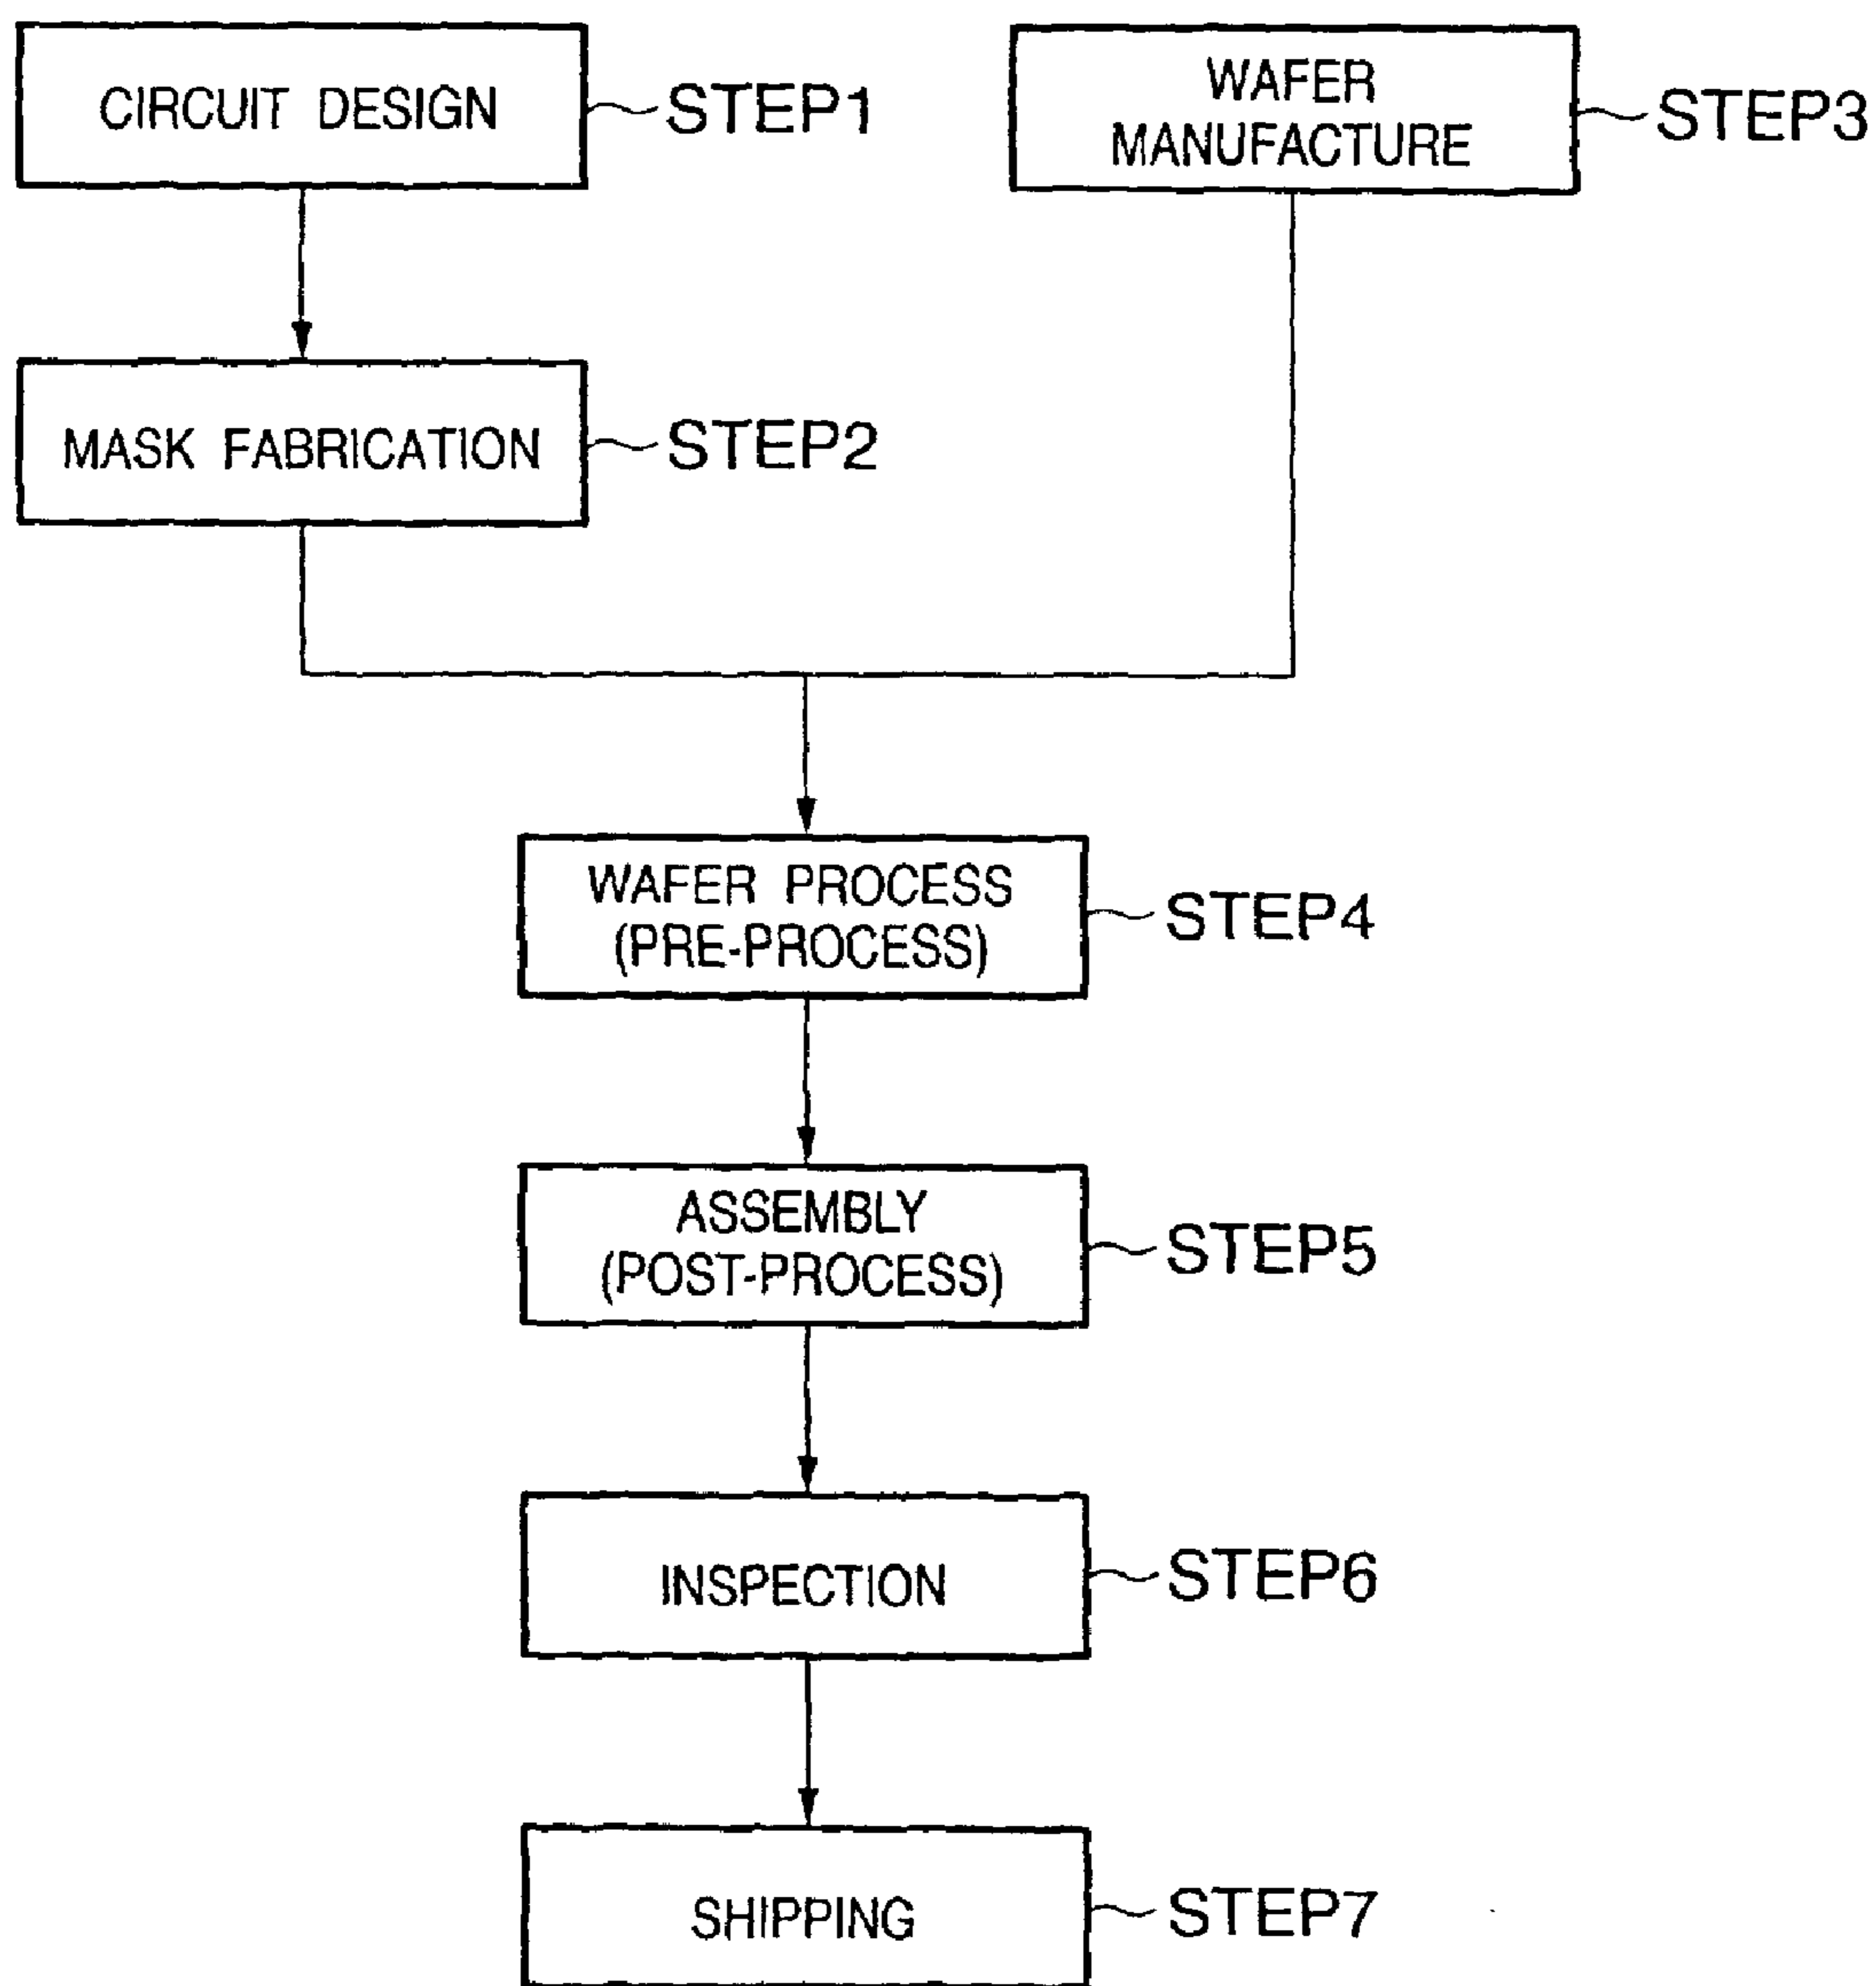 CIRCUIT DESIGN
STEP1
WAFER
MANUFACTURE
STEP3
MASK FABRICATION
STEP2
WAFER PROCESS
(PRE-PROCESS)
STEP4
ASSEMBLY
(POST-PROCESS)
STEP5
INSPECTION
STEP6
SHIPPING
STEP7